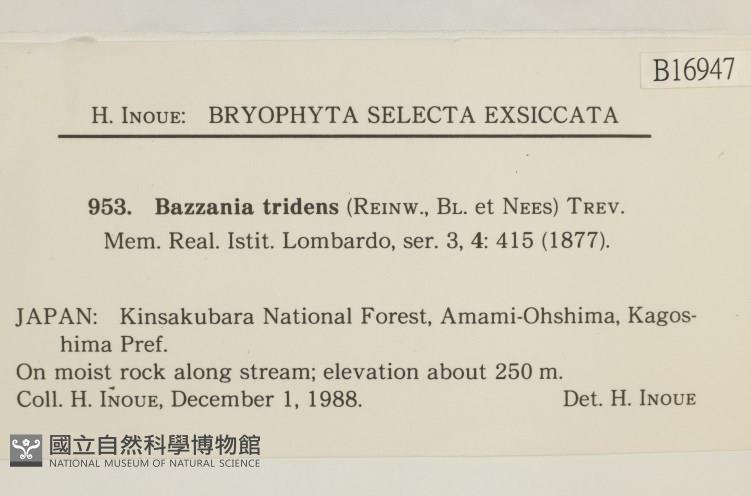 B16947
H. INOUE: BRYOPHYTA SELECTA EXSICCATA
953. Bazzania tridens (REINW., BL. et NEES) TREV.
Mem. Real. Istit. Lombardo, ser. 3, 4: 415 (1877).
JAPAN: Kinsakubara National Forest, Amami-Ohshima, Kagos-
hima Pref.
On moist rock along stream; elevation about 250 m.
Coll. H. INOUE, December 1, 1988. Det. H. INOUE
國立自然科學博物館
NATIONAL MUSEUM OF NATURAL SCIENCE